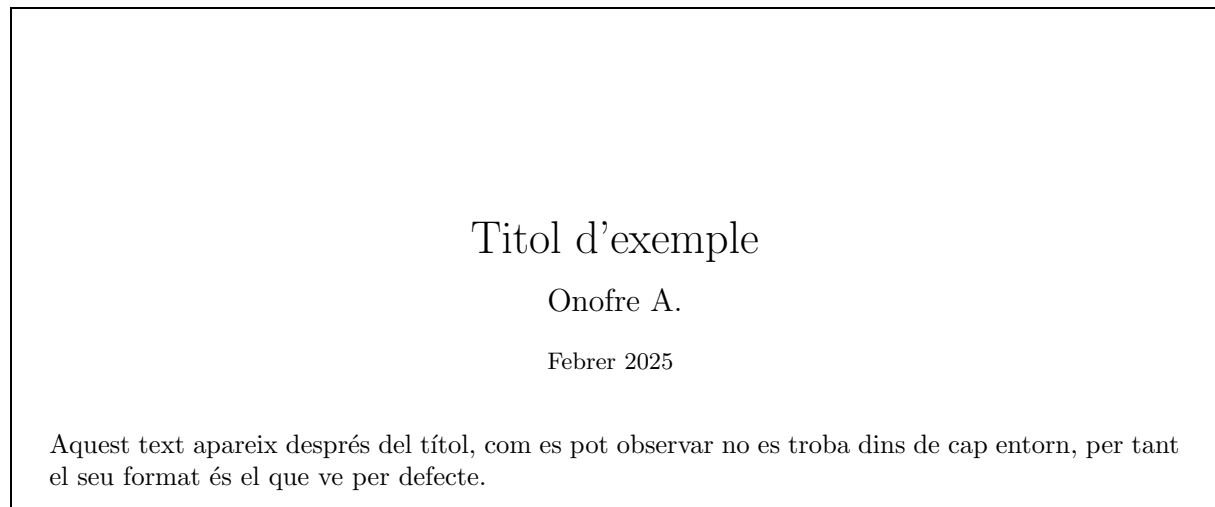 Titol d'exemple
Onofre A.
Febrer 2025
Aquest text apareix després del títol, com es pot observar no es troba dins de cap entorn, per tant
el seu format és el que ve per defecte.